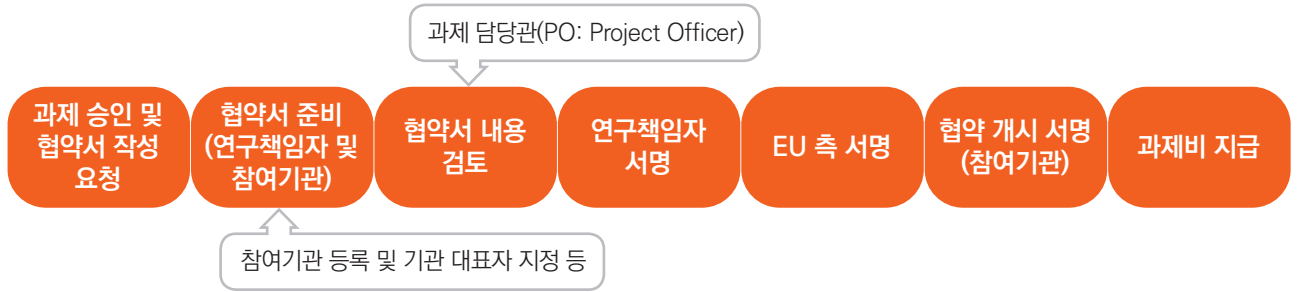 과제 담당관(PO: Project Officer)
과제 승인 및
협약서 작성
요청
협약서 준비
(연구책임자 및
참여기관)
협약서 내용
검토
연구책임자
서명
EU 측 서명
협약 개시 서명
(참여기관)
과제비 지급
참여기관 등록 및 기관 대표자 지정 등